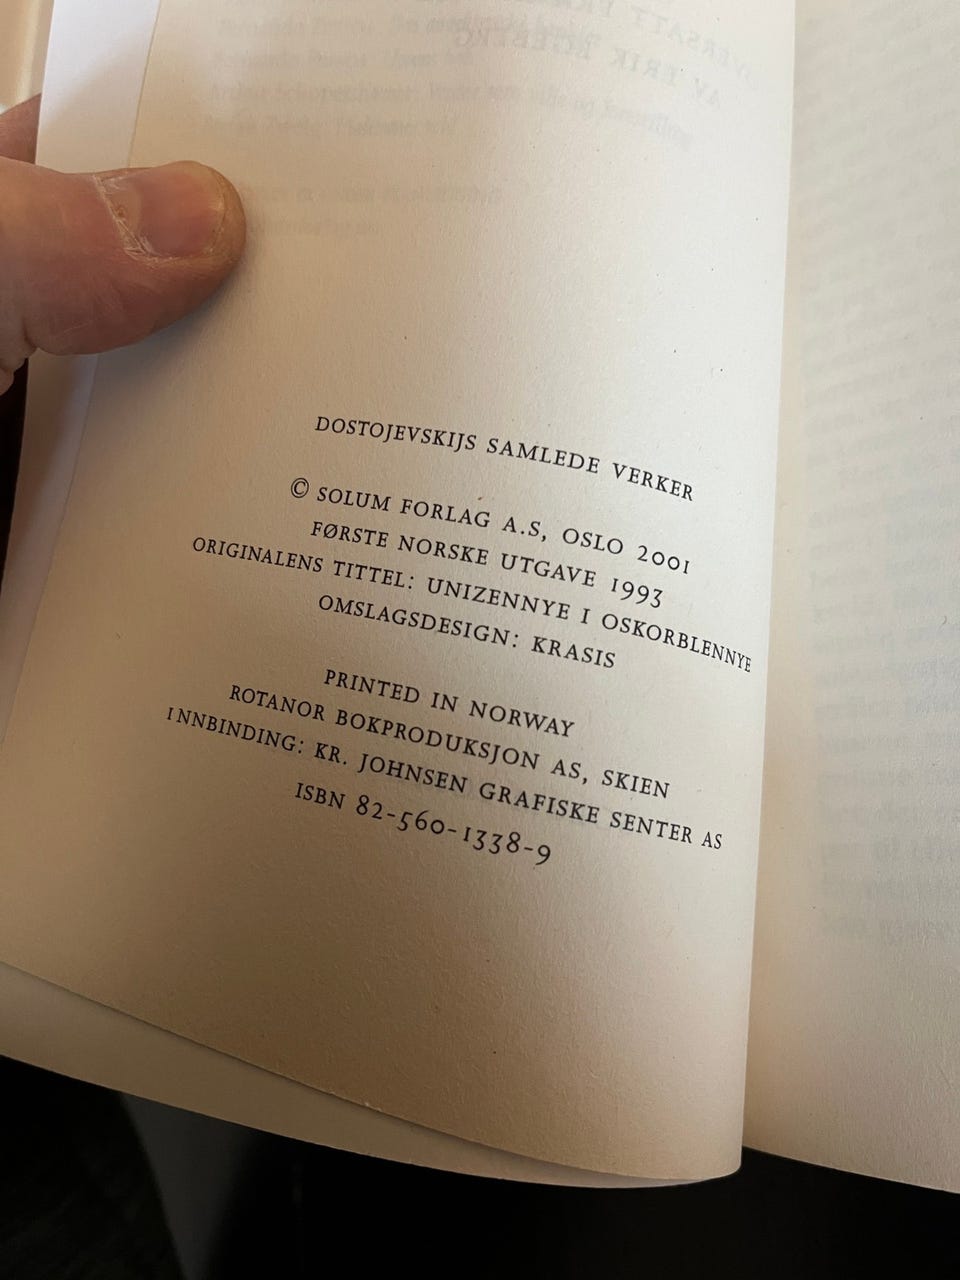 DOSTOJEVSKIJS SAMLEDE VERKER
© SOLUM FORLAG A.S, OSLO 2001
FØRSTE NORSKE UTGAVE 1993
ORIGINALENS TITTEL: UNIZENNYE I OSKORBLENNYE
OMSLAGSDESIGN: KRASIS
PRINTED IN NORWAY
ROTANOR BOKPRODUKSJON AS, SKIEN
INNBINDING: KR. JOHNSEN GRAFISKE SENTER AS
ISBN 82-560-1338-9